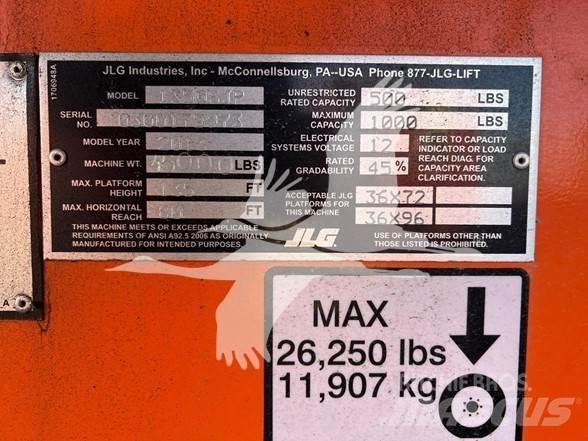 1706948A
JLG Industries, Inc - McConnellsburg, PA--USA Phone 877-JLG-LIFT
MODEL
UNRESTRICTED RATED CAPACITY 500 LBS
SERIAL NO.
MAXIMUM CAPACITY 1000 LBS
MODEL YEAR
ELECTRICAL SYSTEMS VOLTAGE 12
REFER TO CAPACITY INDICATOR OR LOAD REACH DIAG. FOR CAPACITY AREA CLARIFICATION.
MACHINE WT. LBS
RATED GRADABILITY 45 %
MAX. PLATFORM HEIGHT FT
ACCEPTABLE JLG PLATFORMS FOR THIS MACHINE
36X72
36X96
MAX. HORIZONTAL REACH FT
THIS MACHINE MEETS OR EXCEEDS APPLICABLE
REQUIREMENTS OF ANSI A92.5 2006 AS ORIGINALLY
MANUFACTURED FOR INTENDED PURPOSES.
JLG
USE OF PLATFORMS OTHER THAN
THOSE LISTED IS PROHIBITED.
A
MAX
26,250 lbs
11,907 kg